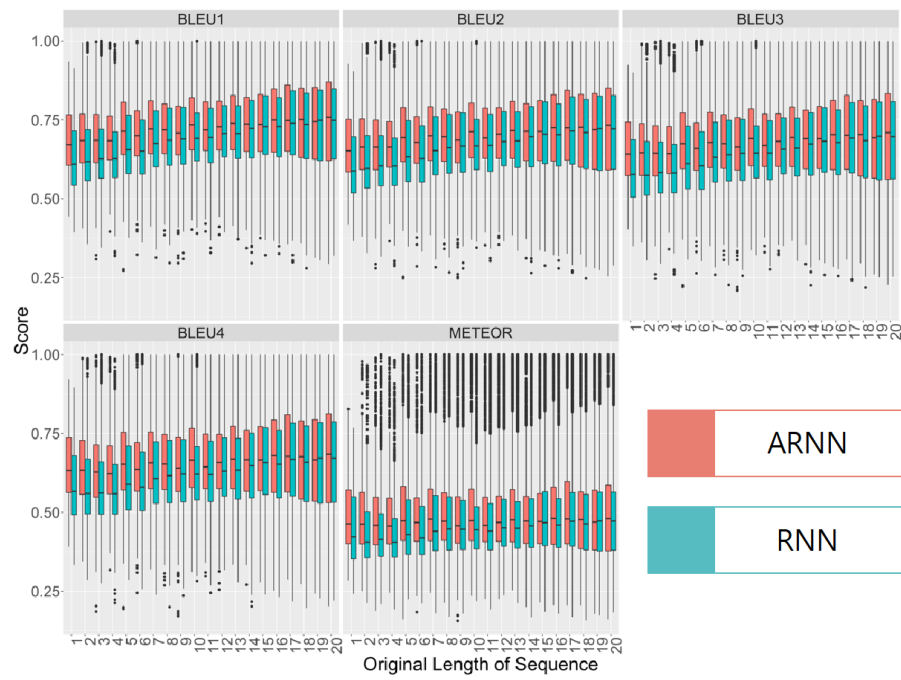 BLEU1 BLEU2 BLEU3
1.00
0.75
0.50
0.25
1 2 3 4 5 6 7 8 9 10 11 12 13 14 15 16 17 18 19 20
BLEU4 METEOR
1.00
0.75
0.50
0.25
1 2 3 4 5 6 7 8 9 10 11 12 13 14 15 16 17 18 19 20 1 2 3 4 5 6 7 8 9 10 11 12 13 14 15 16 17 18 19 20
Score
Original Length of Sequence
ARNN
RNN